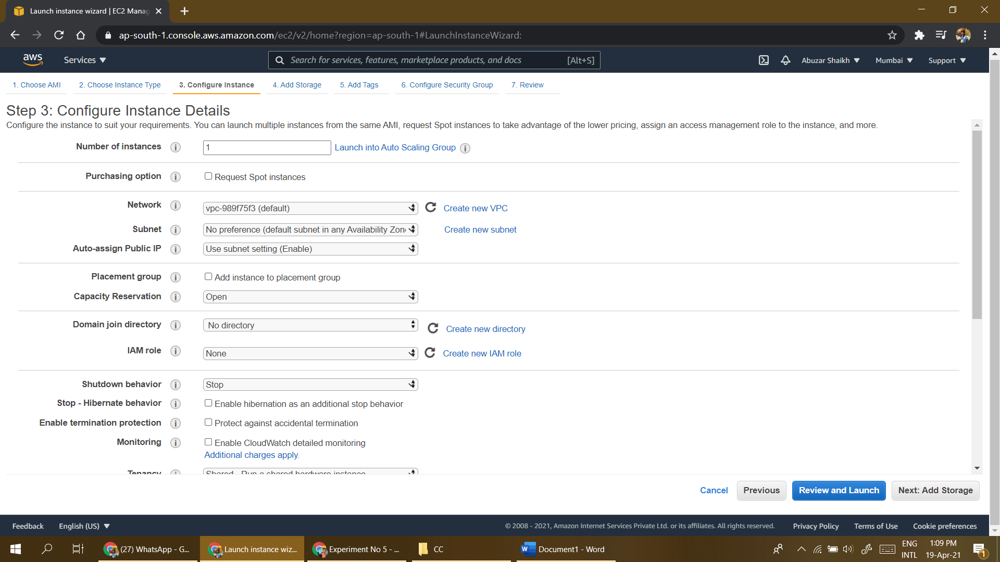 Launch instance wizard | EC2 Manag
ap-south-1.console.aws.amazon.com/ec2/v2/home?region=ap-south-1#LaunchInstanceWizard:
aws Services Search for services, features, marketplace products, and docs [Alt+S] Abuzar Shaikh Mumbai Support
1. Choose AMI 2. Choose Instance Type 3. Configure Instance 4. Add Storage 5. Add Tags 6. Configure Security Group 7. Review
Step 3: Configure Instance Details
Configure the instance to suit your requirements. You can launch multiple instances from the same AMI, request Spot instances to take advantage of the lower pricing, assign an access management role to the instance, and more.
Number of instances 1 Launch into Auto Scaling Group
Purchasing option Request Spot instances
Network vpc-989f75f3 (default) Create new VPC
Subnet No preference (default subnet in any Availability Zon Create new subnet
Auto-assign Public IP Use subnet setting (Enable)
Placement group Add instance to placement group
Capacity Reservation Open
Domain join directory No directory Create new directory
IAM role None Create new IAM role
Shutdown behavior Stop
Stop - Hibernate behavior Enable hibernation as an additional stop behavior
Enable termination protection Protect against accidental termination
Monitoring Enable CloudWatch detailed monitoring
Additional charges apply.
Tenancy Shared - Run a shared hardware instance
Cancel Previous Review and Launch Next: Add Storage
Feedback English (US) © 2008 - 2021, Amazon Internet Services Private Ltd. or its affiliates. All rights reserved. Privacy Policy Terms of Use Cookie preferences
(27) WhatsApp - G... Launch instance wiz... Experiment No 5 - ... CC Document1 - Word ENG 1:09 PM
INTL 19-Apr-21 1